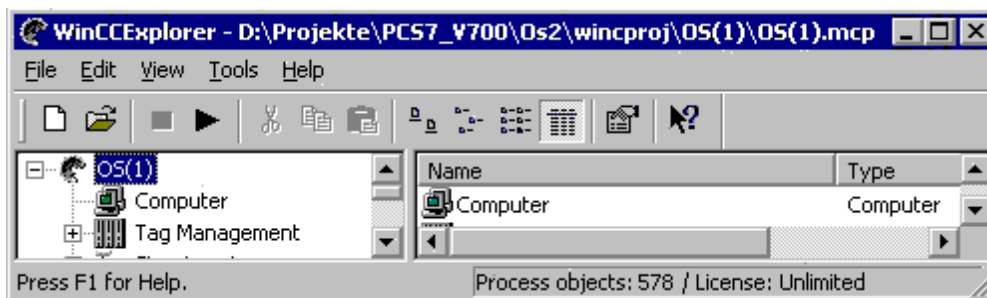 WinCCExplorer - D:\Projekte\PCS7_V700\Os2\wincproj\OS(1)\OS(1).mcp
File Edit View Tools Help
OS(1)
Computer
Tag Management
Name Type
Computer Computer
Press F1 for Help.
Process objects: 578 / License: Unlimited